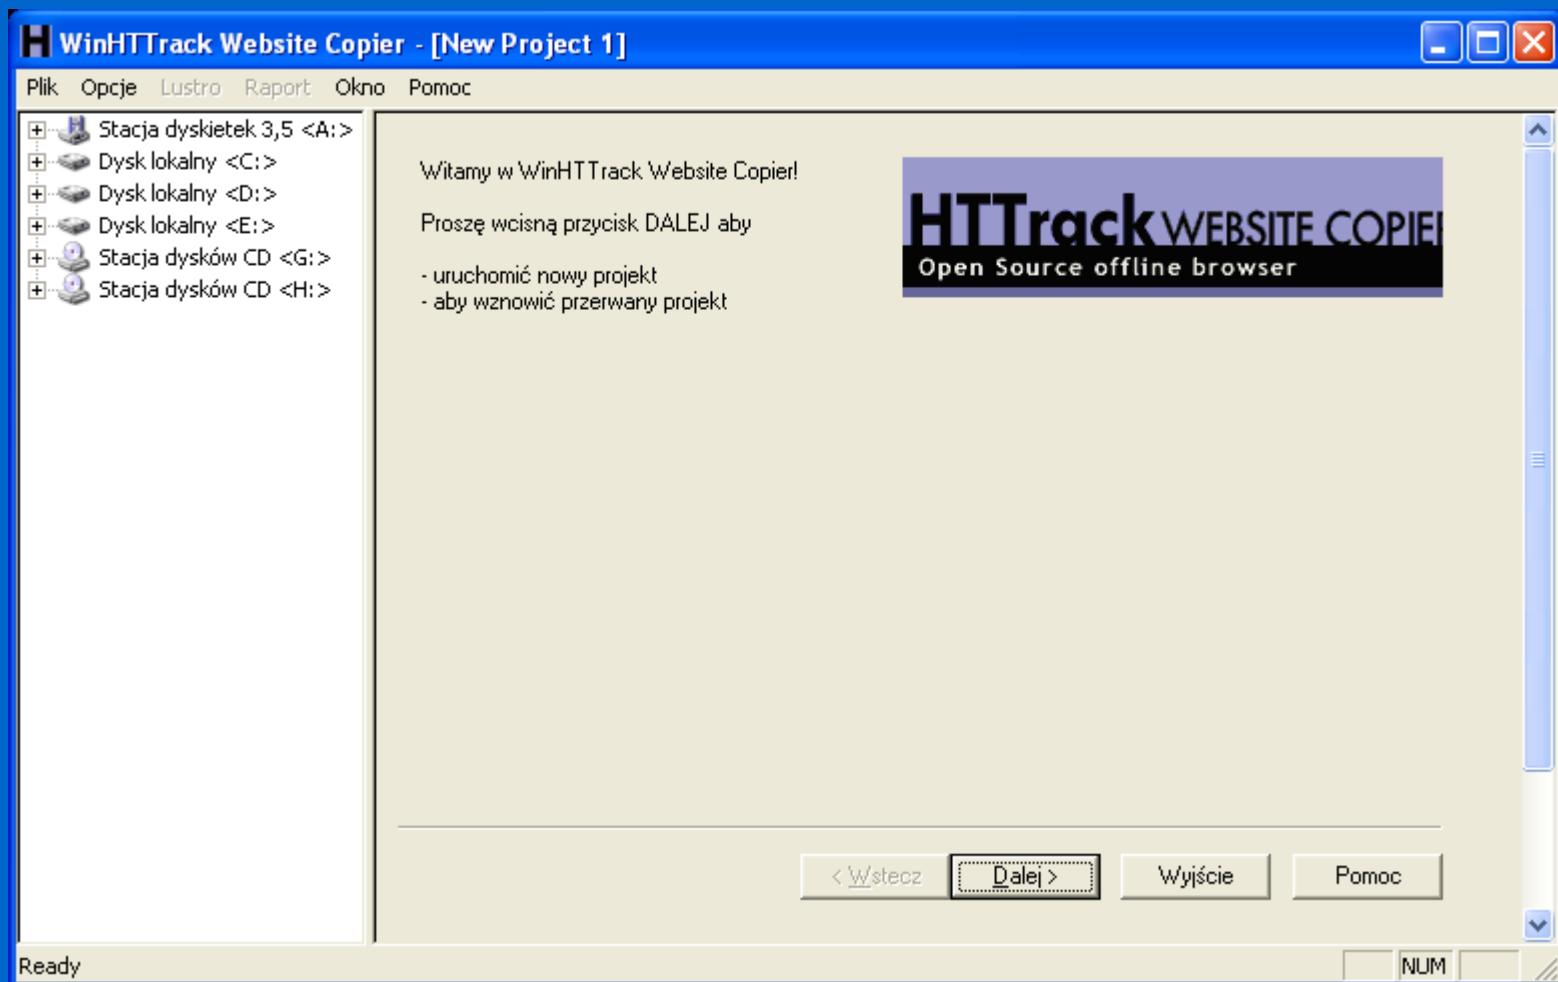 WinHTTrack Website Copier - [New Project 1]
Plik Opcje Lustro Raport Okno Pomoc
Stacja dyskietek 3,5 <A:>
Dysk lokalny <C:>
Dysk lokalny <D:>
Dysk lokalny <E:>
Stacja dysków CD <G:>
Stacja dysków CD <H:>
Witamy w WinHTTrack Website Copier!
Proszę wcisną przycisk DALEJ aby
- uruchomić nowy projekt
- aby wznowić przerwany projekt
HTTrack WEBSITE COPIER
Open Source offline browser
< Wstecz Dalej > Wyjście Pomoc
Ready NUM